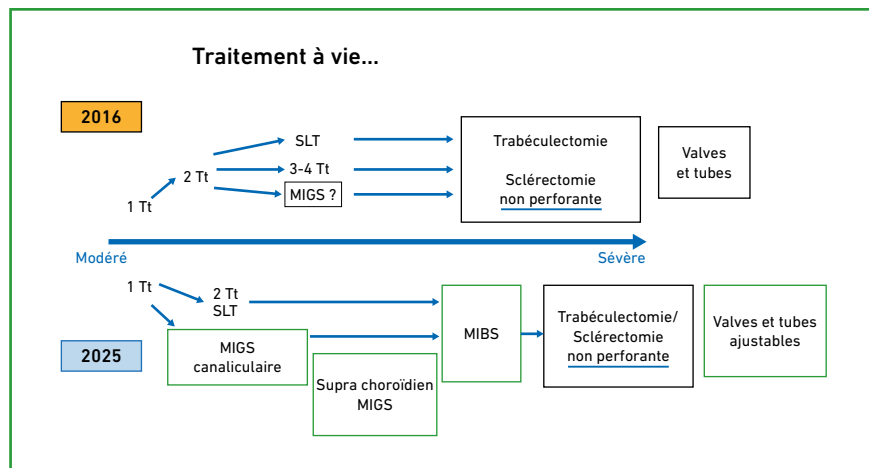 Traitement à vie...
2016
SLT
2 Tt
3-4 Tt
MIGS ?
1 Tt
Trabéculectomie
Sclérectomie
non perforante
Valves
et tubes
Modéré
Sévère
2025
1 Tt
2 Tt
SLT
MIGS
canaliculaire
Supra choroïdien
MIGS
MIBS
Trabéculectomie/
Sclérectomie
non perforante
Valves et tubes
ajustables